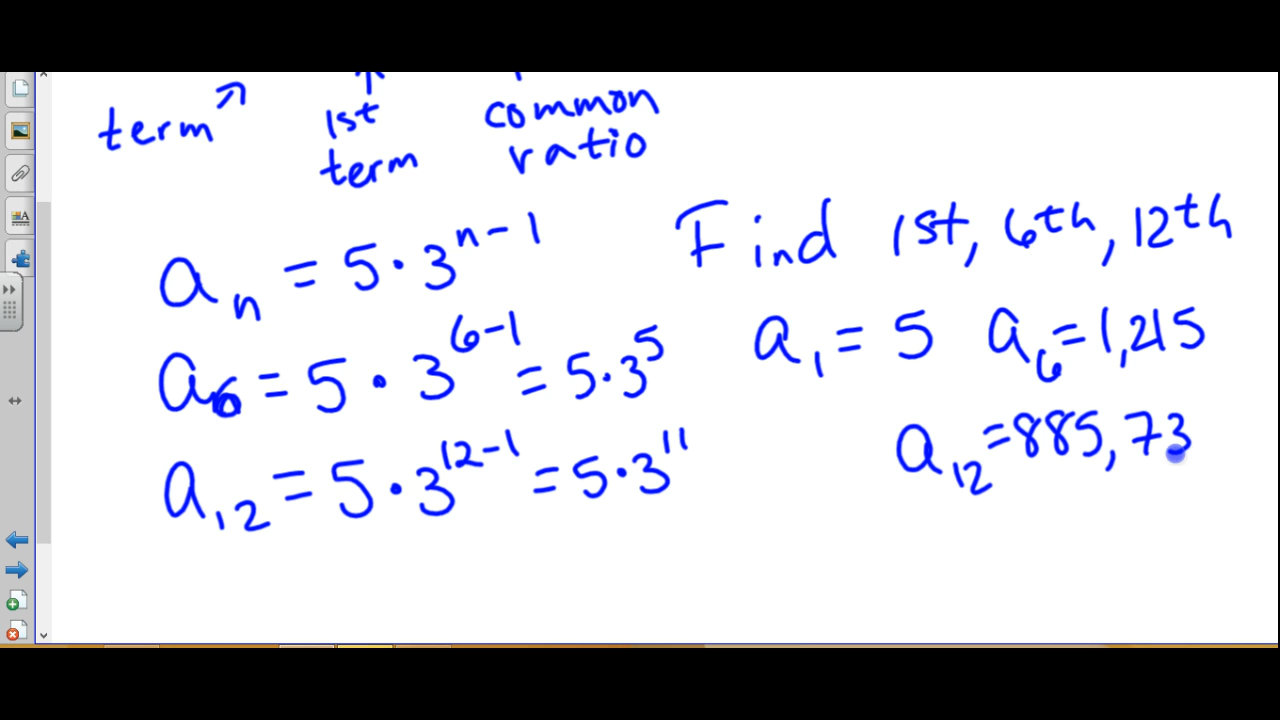 term ↗ 1st term common ratio
Find 1st, 6th, 12th
aₙ = 5 · 3ⁿ⁻¹
a₁ = 5 a₆ = 1,215
a₆ = 5 · 3⁶⁻¹ = 5 · 3⁵
a₁₂ = 885,73
a₁₂ = 5 · 3¹²⁻¹ = 5 · 3¹¹